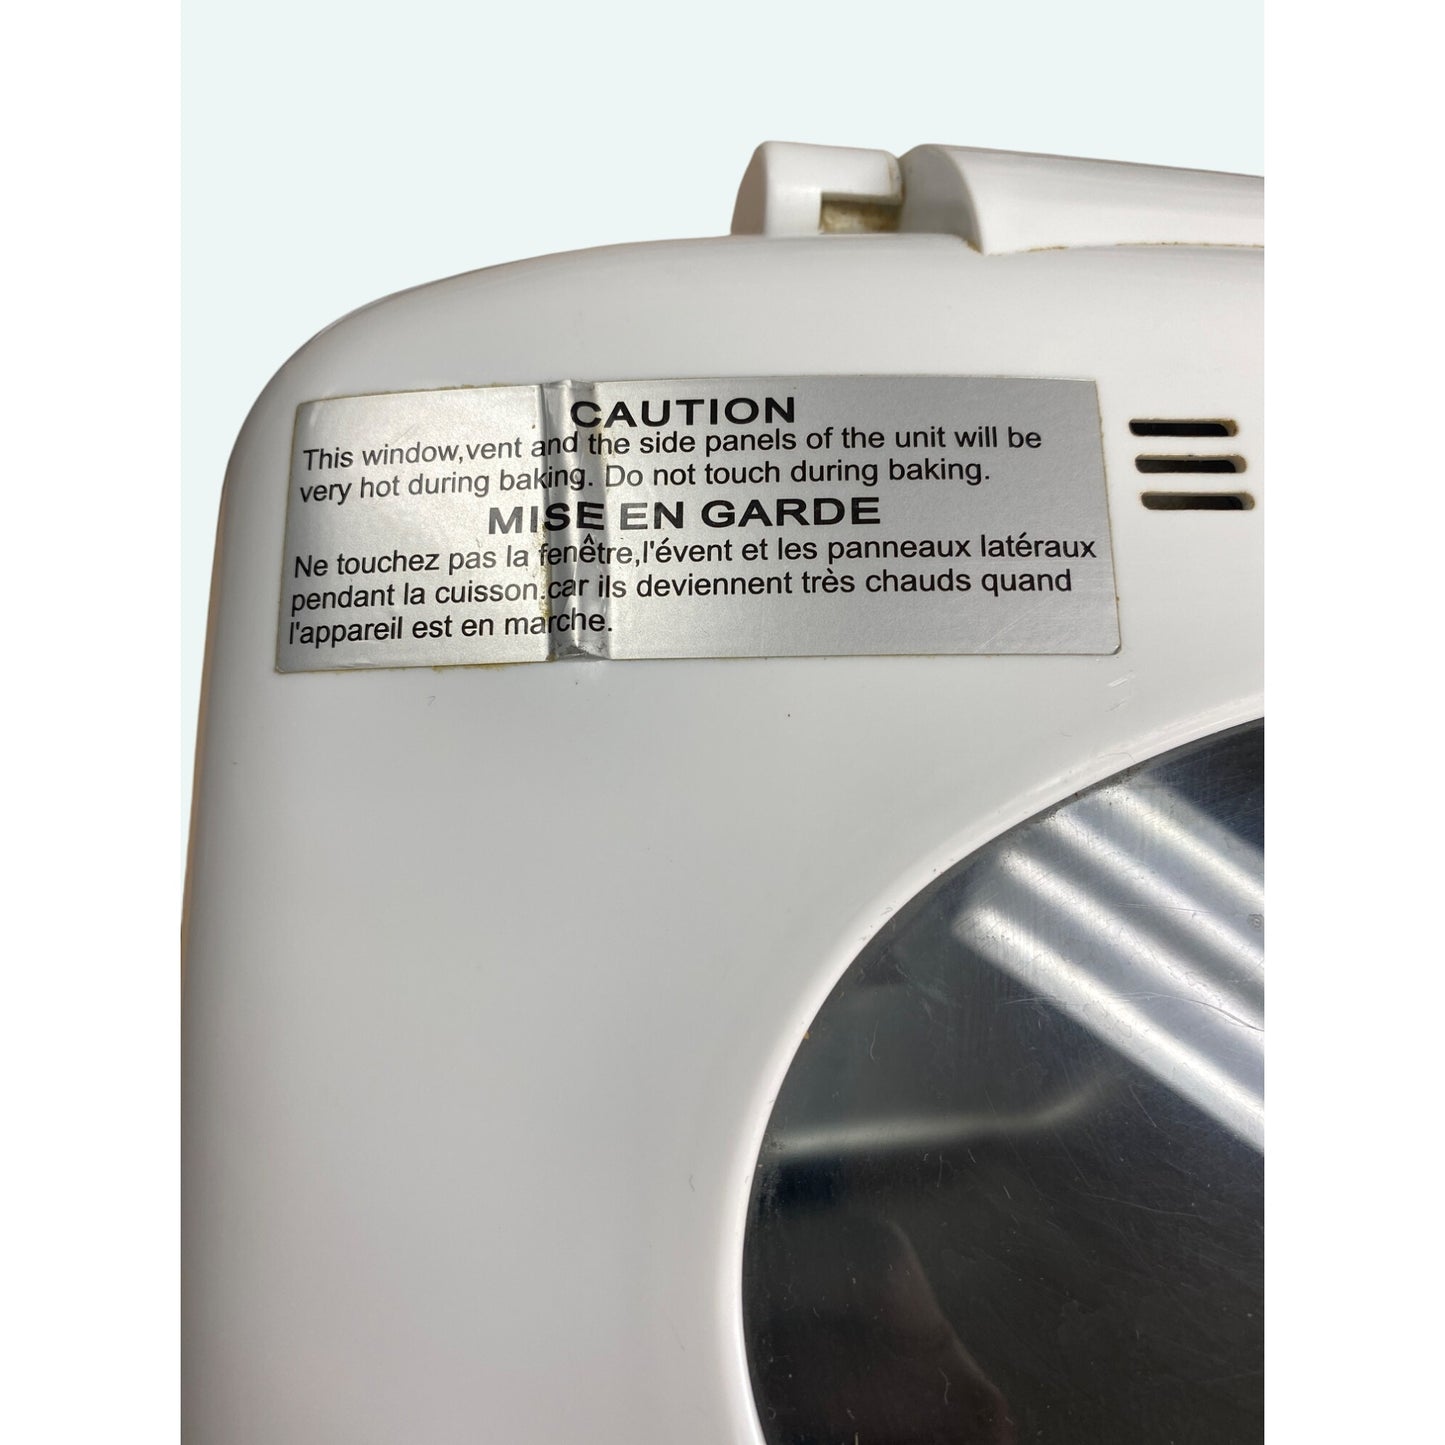 CAUTION
This window,vent and the side panels of the unit will be
very hot during baking. Do not touch during baking.
MISE EN GARDE
Ne touchez pas la fenêtre,l'évent et les panneaux latéraux
pendant la cuisson.car ils deviennent très chauds quand
l'appareil est en marche.